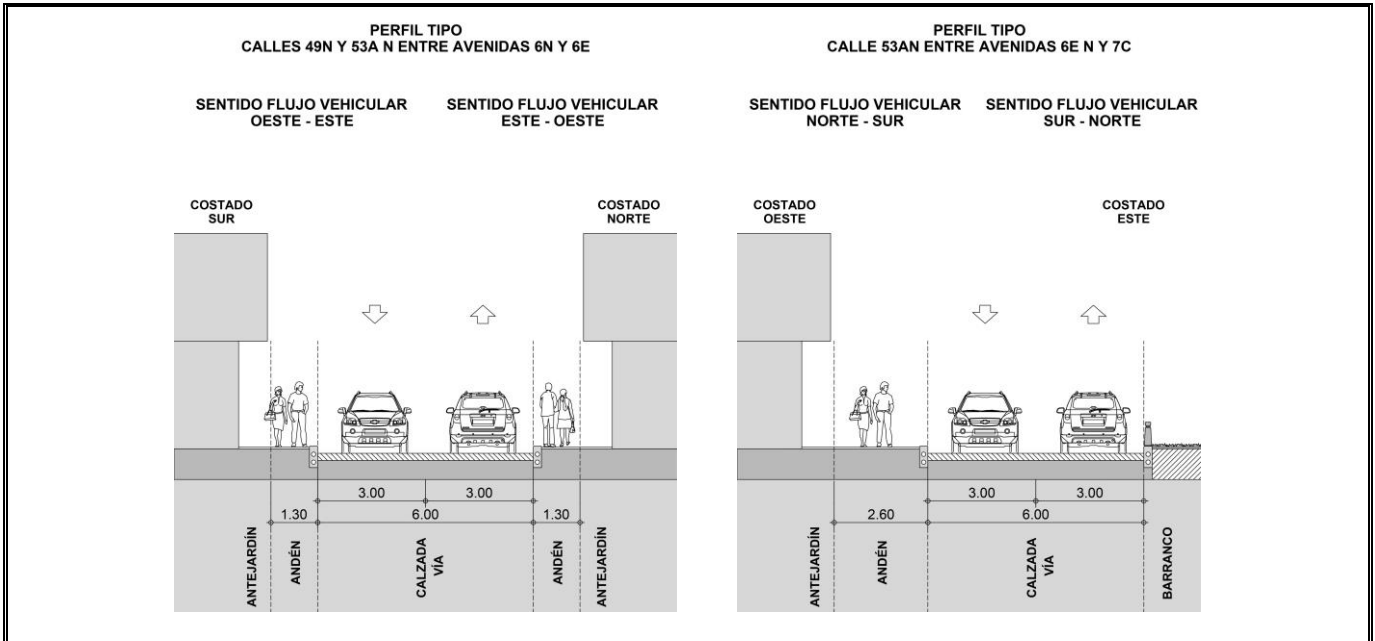 PERFIL TIPO
CALLES 49N Y 53A N ENTRE AVENIDAS 6N Y 6E
SENTIDO FLUJO VEHICULAR
OESTE - ESTE
SENTIDO FLUJO VEHICULAR
ESTE - OESTE
COSTADO
SUR
COSTADO
NORTE
3.00
3.00
1.30
6.00
1.30
ANTEJARDÍN
ANDÉN
CALZADA
VÍA
ANDÉN
ANTEJARDÍN
PERFIL TIPO
CALLE 53AN ENTRE AVENIDAS 6E N Y 7C
SENTIDO FLUJO VEHICULAR
NORTE - SUR
SENTIDO FLUJO VEHICULAR
SUR - NORTE
COSTADO
OESTE
COSTADO
ESTE
3.00
3.00
2.60
6.00
ANTEJARDÍN
ANDÉN
CALZADA
VÍA
BARRANCO